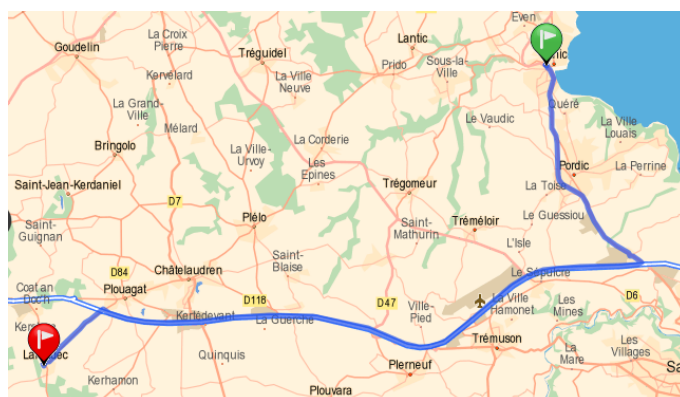 Even
La Croix
Pierre
Lantic
Goudelin
Tréguidel
Prido
Sous-la-
Ville
Kervélard
La Ville
Neuve
Quéré
La Grand-
Ville
Mélard
Le Vaudic
La Ville
Louais
La Corderie
Bringolo
La Ville-
Urvoy
Les
Epines
Pordic
La Perrine
Saint-Jean-Kerdaniel
Trégomeur
La Toise
D7
Plélo
Le Guessiou
Saint-
Guignan
Saint-
Mathurin
Tréméloir
L'Isle
Saint-
Blaise
D84
Châtelaudren
Le Sépulcre
Coat an
Doc'h
Plouagat
D118
D47
Ville-
Pied
La Ville
Hamonet
D6
Les
Mines
Kerlédevant
La Guerche
Trémuson
Les
Villages
La
Mare
Quinquis
Plerneuf
Kerhamon
Plouvara